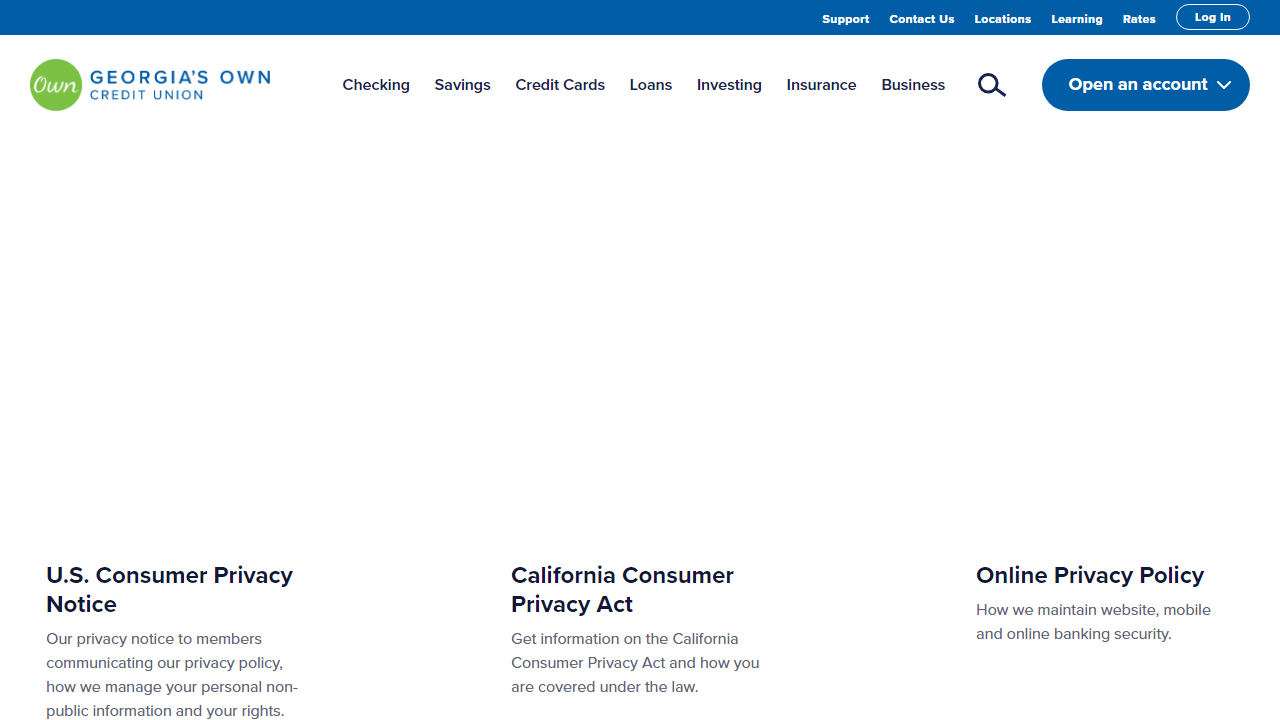 Support Contact Us Locations Learning Rates Log In
Own GEORGIA'S OWN
CREDIT UNION
Checking Savings Credit Cards Loans Investing Insurance Business Open an account
U.S. Consumer Privacy
Notice
Our privacy notice to members
communicating our privacy policy,
how we manage your personal non-
public information and your rights.
California Consumer
Privacy Act
Get information on the California
Consumer Privacy Act and how you
are covered under the law.
Online Privacy Policy
How we maintain website, mobile
and online banking security.